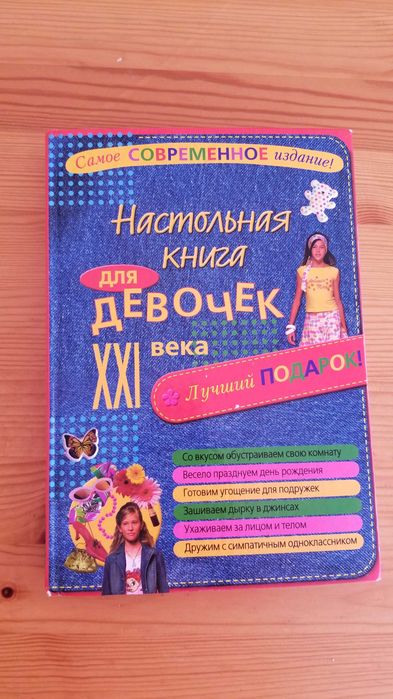 Самое СОВРЕМЕННОЕ издание!
Настольная
книга
для
ДЕВОЧЕК
XXI века
Лучший ПОДАРОК!
Со вкусом обустраиваем свою комнату
Весело празднуем день рождения
Готовим угощение для подружек
Зашиваем дырку в джинсах
Ухаживаем за лицом и телом
Дружим с симпатичным одноклассником